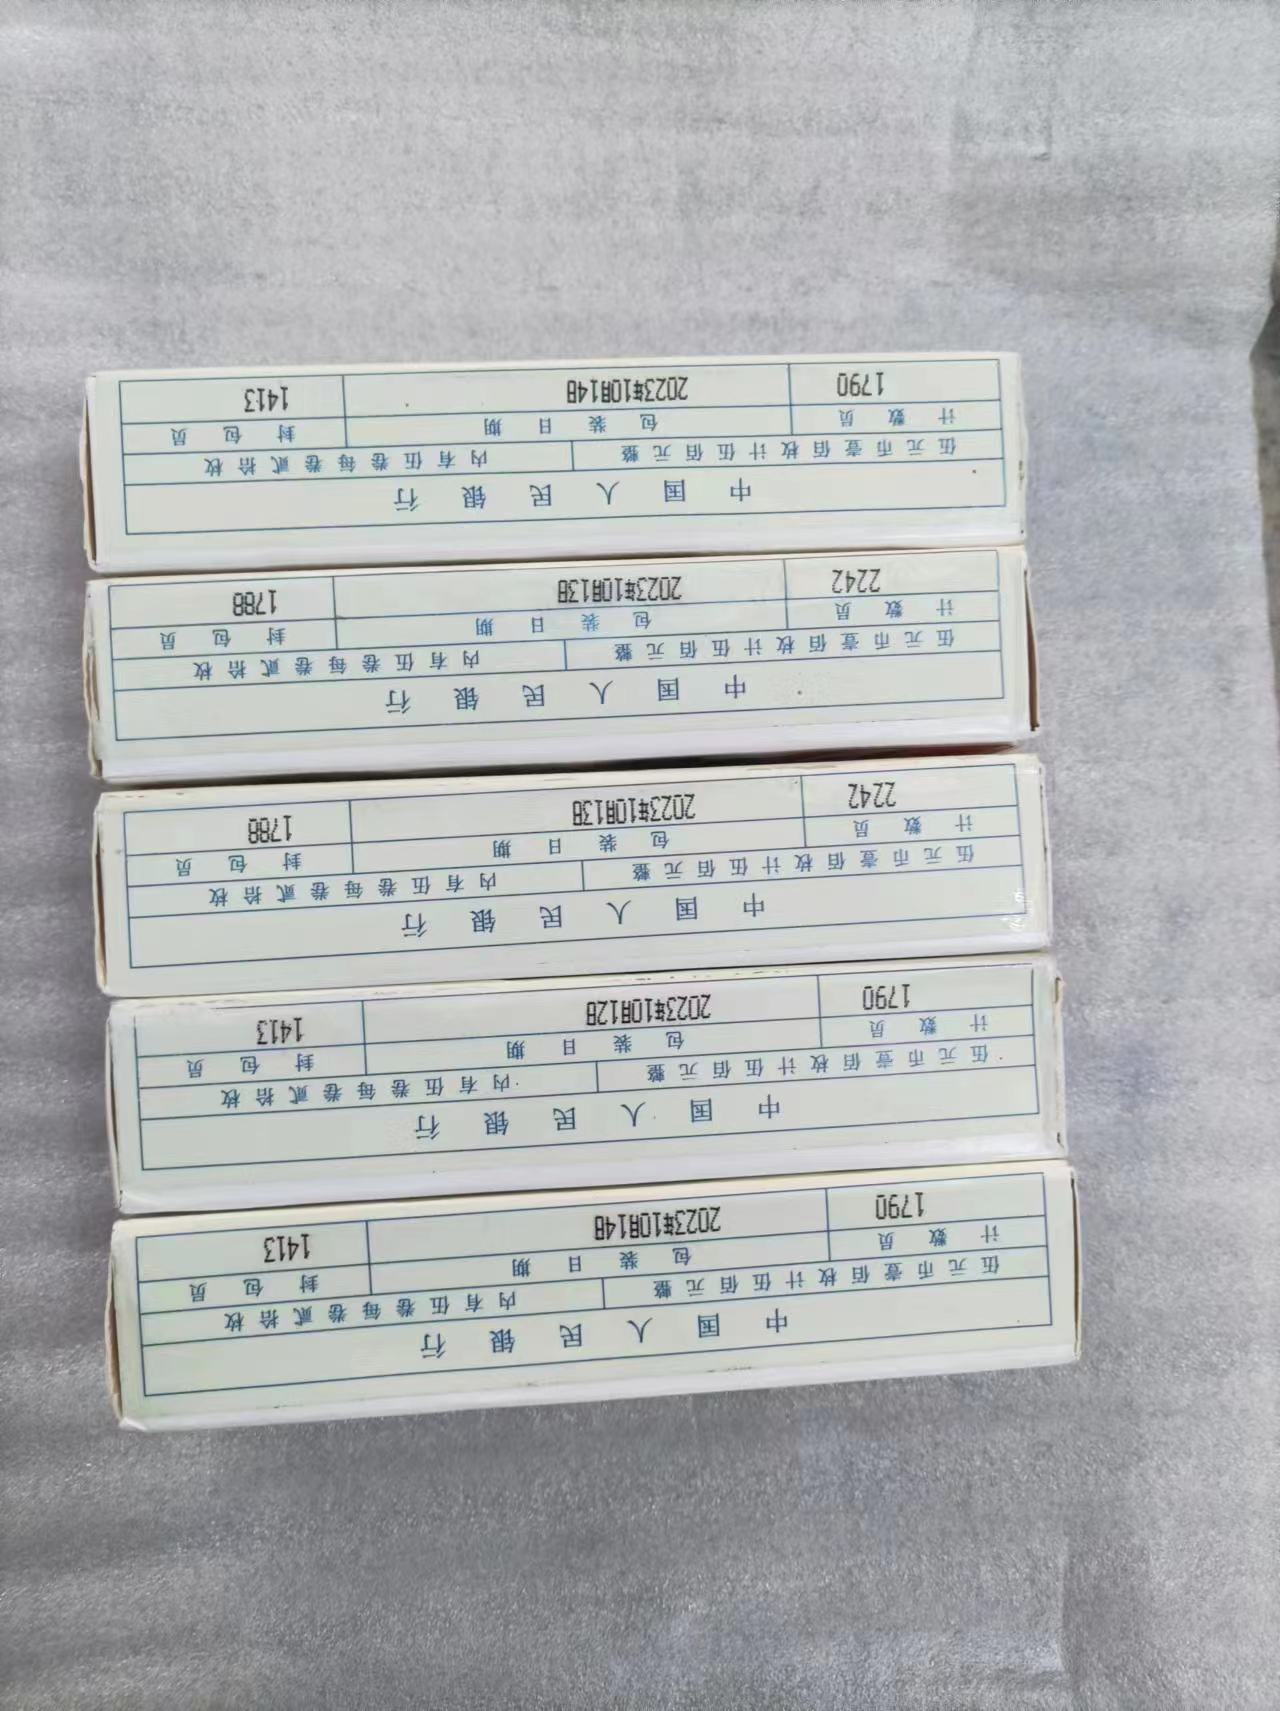 中国人民银行
伍元币壹佰枚计伍佰元整 内有伍卷每卷贰拾枚
计数员 包装日期 封包员
1790 2023年10月14日 1413
中国人民银行
伍元币壹佰枚计伍佰元整 内有伍卷每卷贰拾枚
计数员 包装日期 封包员
1790 2023年10月12日 1413
中国人民银行
伍元币壹佰枚计伍佰元整 内有伍卷每卷贰拾枚
计数员 包装日期 封包员
2242 2023年10月13日 1788
中国人民银行
伍元币壹佰枚计伍佰元整 内有伍卷每卷贰拾枚
计数员 包装日期 封包员
2242 2023年10月13日 1788
中国人民银行
伍元币壹佰枚计伍佰元整 内有伍卷每卷贰拾枚
计数员 包装日期 封包员
1790 2023年10月14日 1413